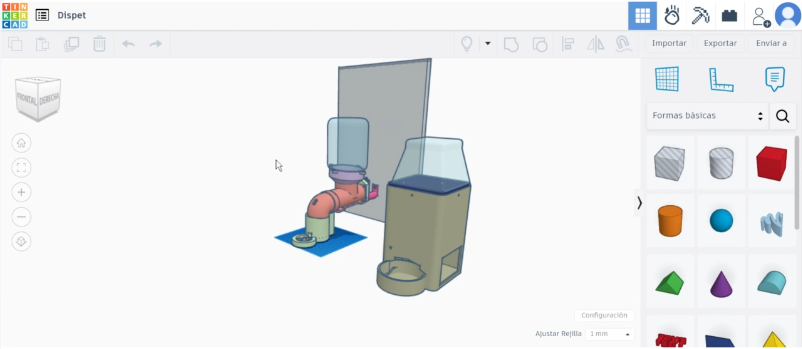 TIN
KER
CAD
Dispet
Importar
Exportar
Enviar a
FRONTAL
DERECHA
Formas básicas
Configuración
Ajustar Rejilla
1 mm